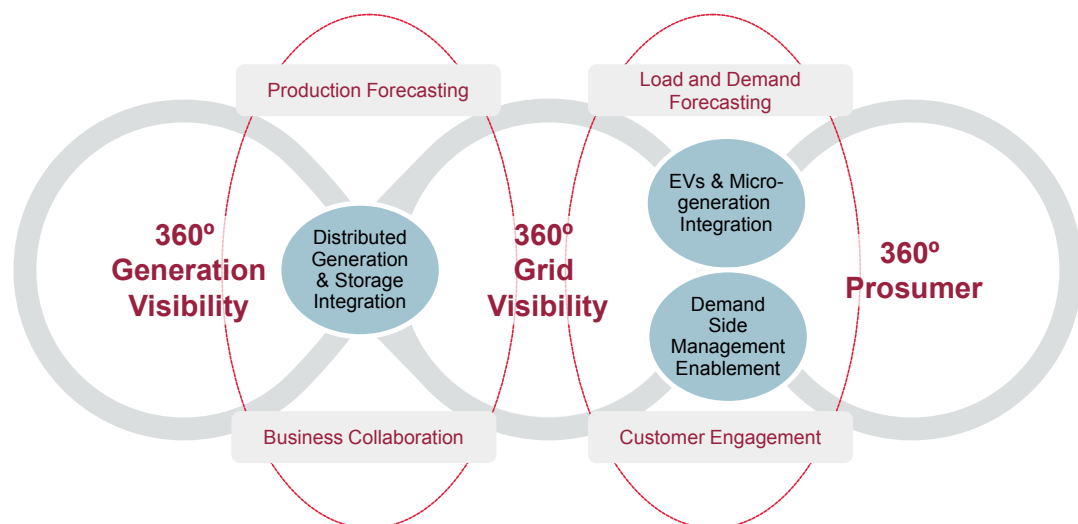 Production Forecasting
Load and Demand
Forecasting
EVs & Micro-
generation
Integration
360º
Generation
Visibility
Distributed
Generation
& Storage
Integration
360º
Grid
Visibility
360º
Prosumer
Demand
Side
Management
Enablement
Business Collaboration
Customer Engagement